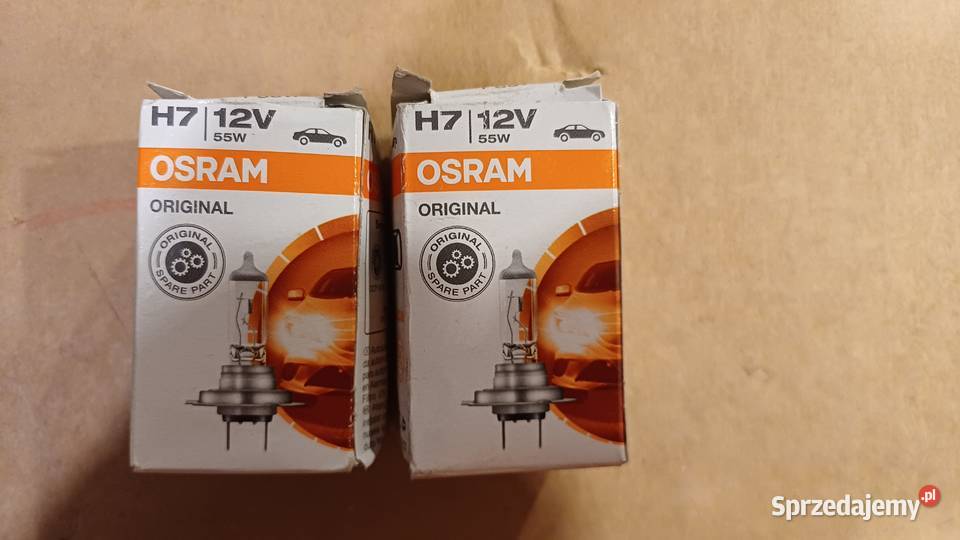 H7 12V
55W
OSRAM
ORIGINAL
ORIGINAL
SPARE PART
H7 12V
55W
OSRAM
ORIGINAL
ORIGINAL
SPARE PART
Sprzedajemy.pl